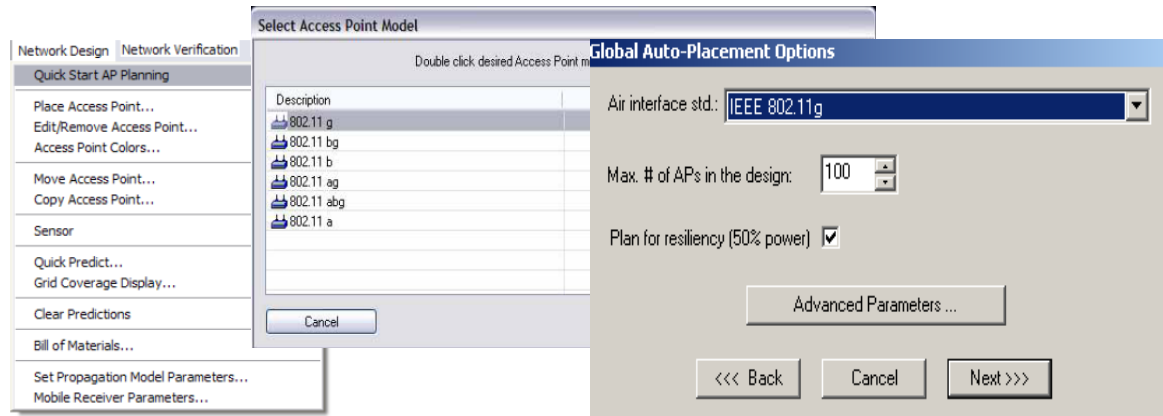 Network Design Network Verification
Quick Start AP Planning
Place Access Point...
Edit/Remove Access Point...
Access Point Colors...
Move Access Point...
Copy Access Point...
Sensor
Quick Predict...
Grid Coverage Display...
Clear Predictions
Bill of Materials...
Set Propagation Model Parameters...
Mobile Receiver Parameters...
Select Access Point Model
Double click desired Access Point m
Description
802.11 g
802.11 bg
802.11 b
802.11 ag
802.11 abg
802.11 a
Cancel
Global Auto-Placement Options
Air interface std.: IEEE 802.11g
Max. # of APs in the design: 100
Plan for resiliency (50% power)
Advanced Parameters ...
<<< Back Cancel Next >>>